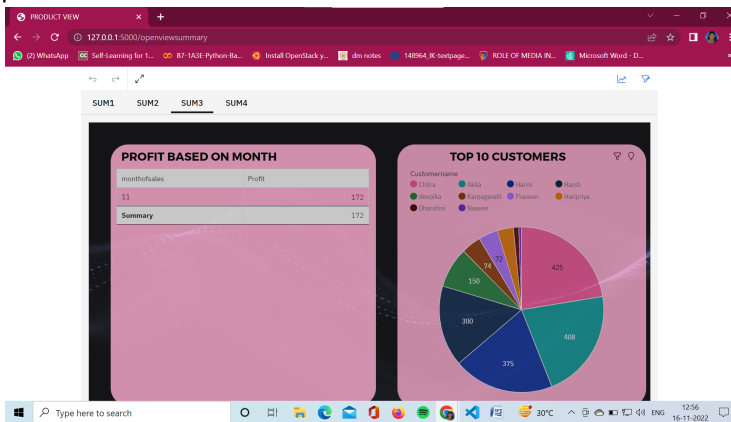 PRODUCT VIEW
127.0.0.1:5000/openviewsummary
(2) WhatsApp Self-Learning for 1... B7-1A3E-Python-Ba... Install OpenStack y... dm notes 148964_IK-textpage... ROLE OF MEDIA IN... Microsoft Word - D...
SUM1 SUM2 SUM3 SUM4
PROFIT BASED ON MONTH
monthofsales Profit
11 172
Summary 172
TOP 10 CUSTOMERS
Customername
Chitra Akila Harini Harsh
deepika Karpagavalli Praveen Haripriya
Dharshini Naveen
72
74
425
150
300
408
375
Type here to search
30°C
ENG
12:56
16-11-2022